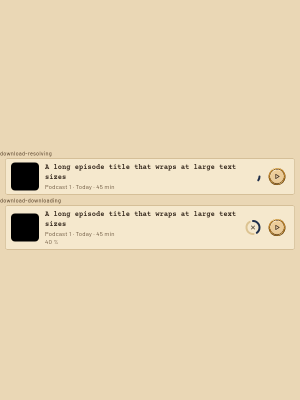 download-resolving
A long episode title that wraps at large text
sizes
Podcast 1 · Today · 45 min
download-downloading
A long episode title that wraps at large text
sizes
Podcast 1 · Today · 45 min
40 %